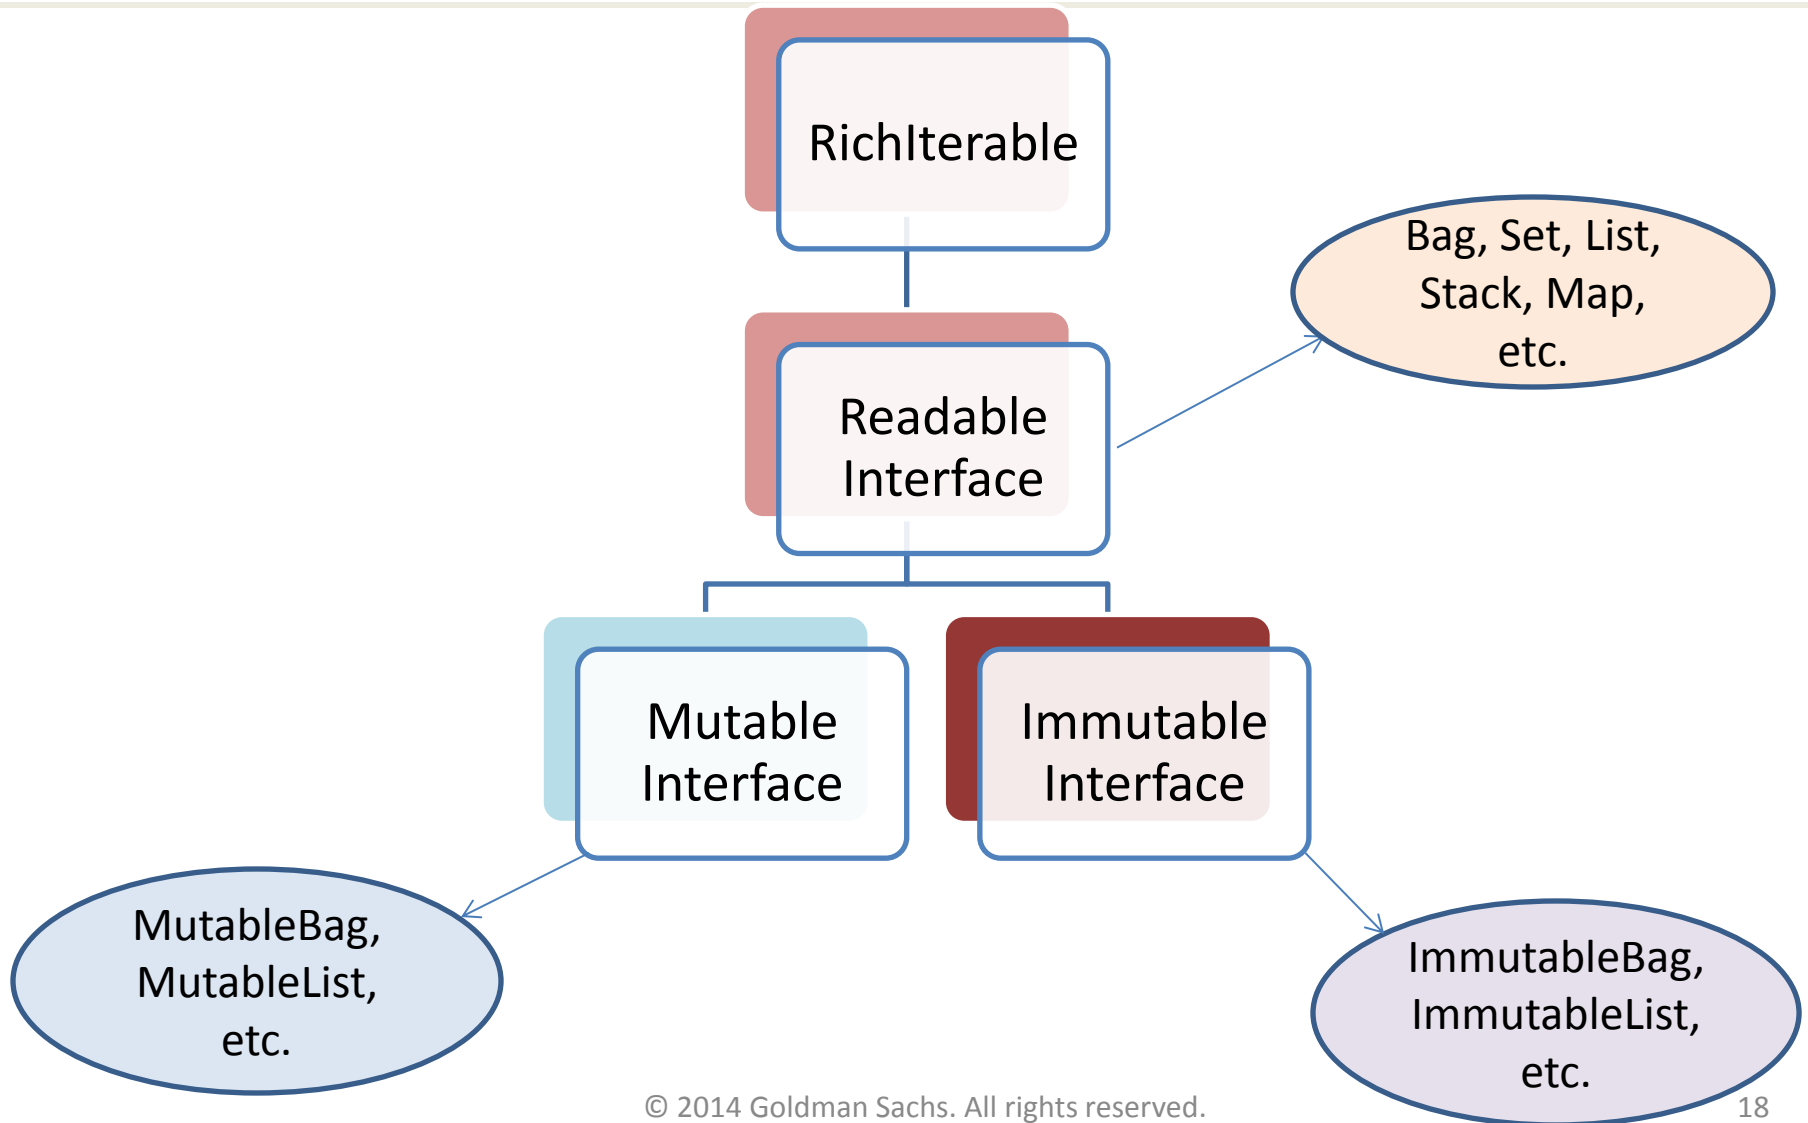 RichIterable
Bag, Set, List,
Stack, Map,
etc.
Readable
Interface
Mutable
Interface
Immutable
Interface
MutableBag,
MutableList,
etc.
ImmutableBag,
ImmutableList,
etc.
© 2014 Goldman Sachs. All rights reserved.
18